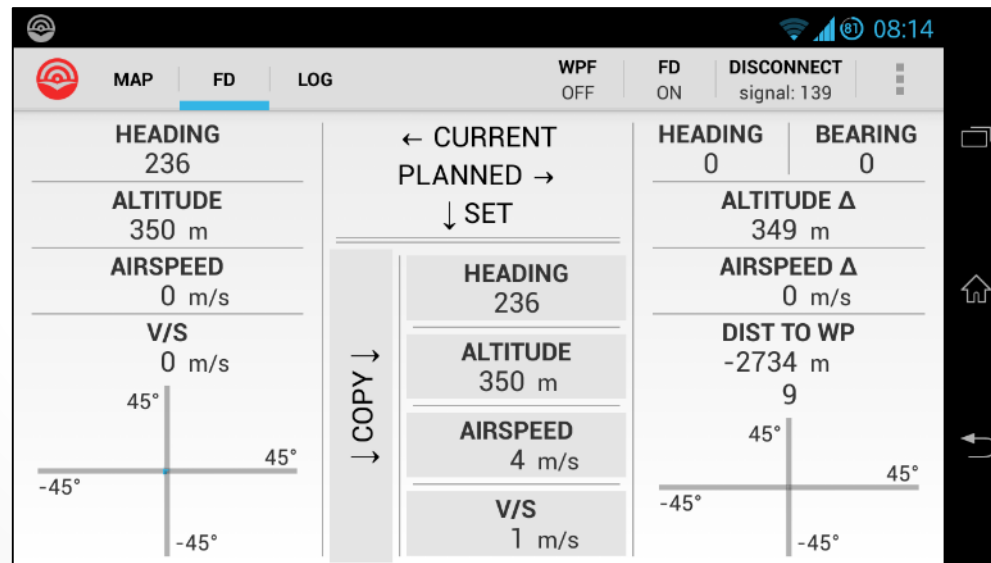 81 08:14
MAP FD LOG WPF OFF FD ON DISCONNECT signal: 139
HEADING
236
ALTITUDE
350 m
AIRSPEED
0 m/s
V/S
0 m/s
45°
45°
-45°
-45°
← CURRENT
PLANNED →
↓ SET
↓ COPY →
→
HEADING
236
ALTITUDE
350 m
AIRSPEED
4 m/s
V/S
1 m/s
HEADING BEARING
0 0
ALTITUDE Δ
349 m
AIRSPEED Δ
0 m/s
DIST TO WP
-2734 m
9
45°
45°
-45°
-45°